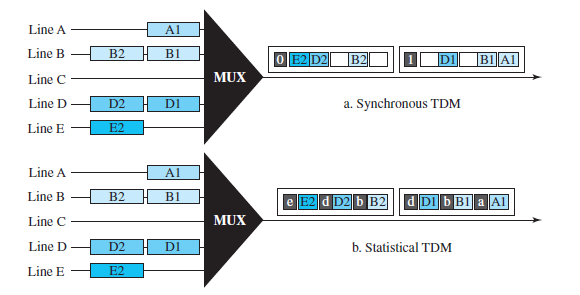 Line A A1
Line B B2 B1
Line C
Line D D2 D1
Line E E2
MUX
0 E2 D2 B2 1 D1 B1 A1
a. Synchronous TDM
Line A A1
Line B B2 B1
Line C
Line D D2 D1
Line E E2
MUX
e E2 d D2 b B2 d D1 b B1 a A1
b. Statistical TDM